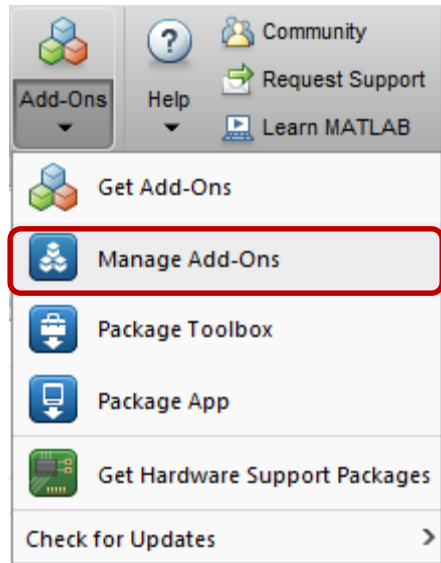 Add-Ons
Help
Community
Request Support
Learn MATLAB
Get Add-Ons
Manage Add-Ons
Package Toolbox
Package App
Get Hardware Support Packages
Check for Updates